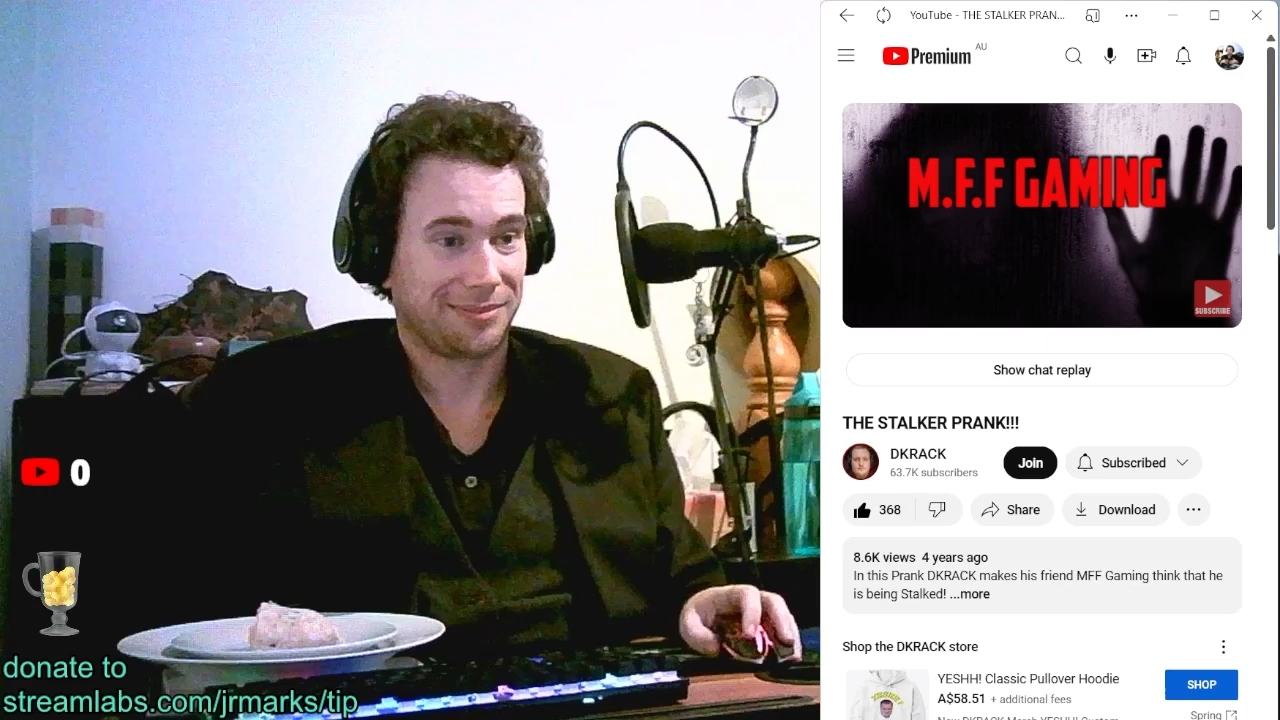 YouTube - THE STALKER PRAN...
Premium
AU
M.F.F GAMING
SUBSCRIBE
Show chat replay
THE STALKER PRANK!!!
DKRACK
63.7K subscribers
Join
Subscribed
368
Share
Download
8.6K views 4 years ago
In this Prank DKRACK makes his friend MFF Gaming think that he
is being Stalked! ...more
Shop the DKRACK store
YESHH! Classic Pullover Hoodie
A$58.51 + additional fees
SHOP
Spring
0
donate to
streamlabs.com/jrmarks/tip